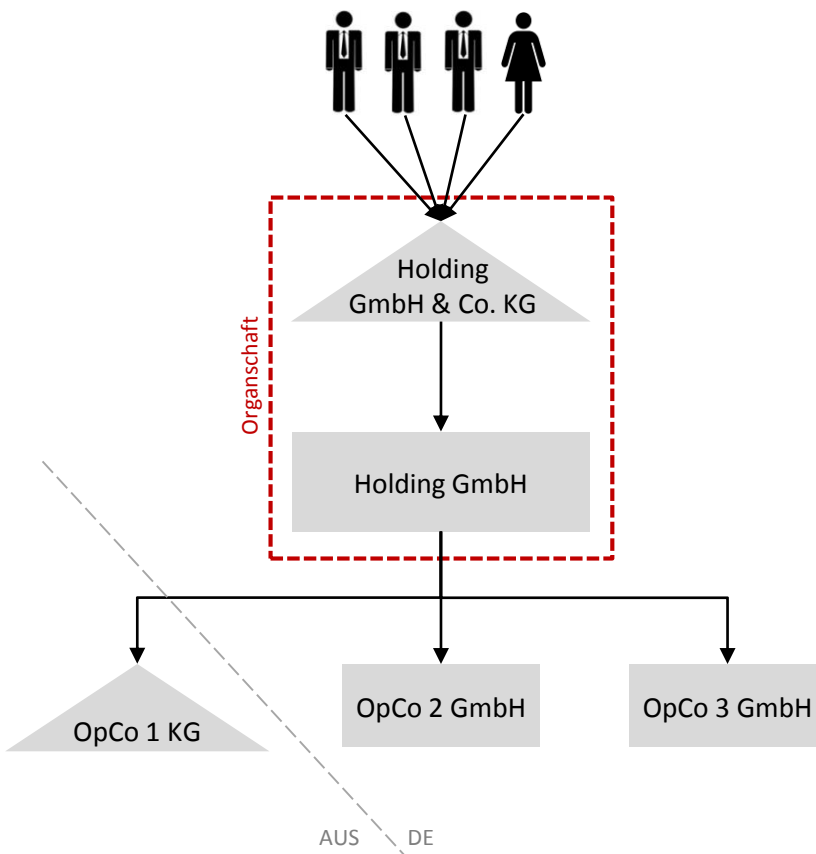 Holding
GmbH & Co. KG
Organschaft
Holding GmbH
OpCo 1 KG
OpCo 2 GmbH
OpCo 3 GmbH
AUS
DE